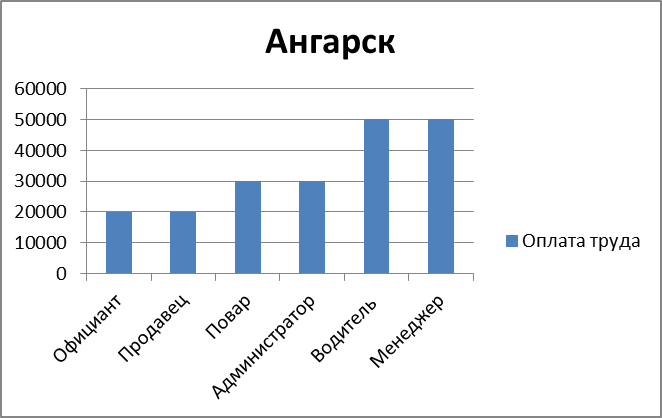 Ангарск
60000
50000
40000
30000
20000
10000
0
Официант
Продавец
Повар
Администратор
Водитель
Менеджер
Оплата труда